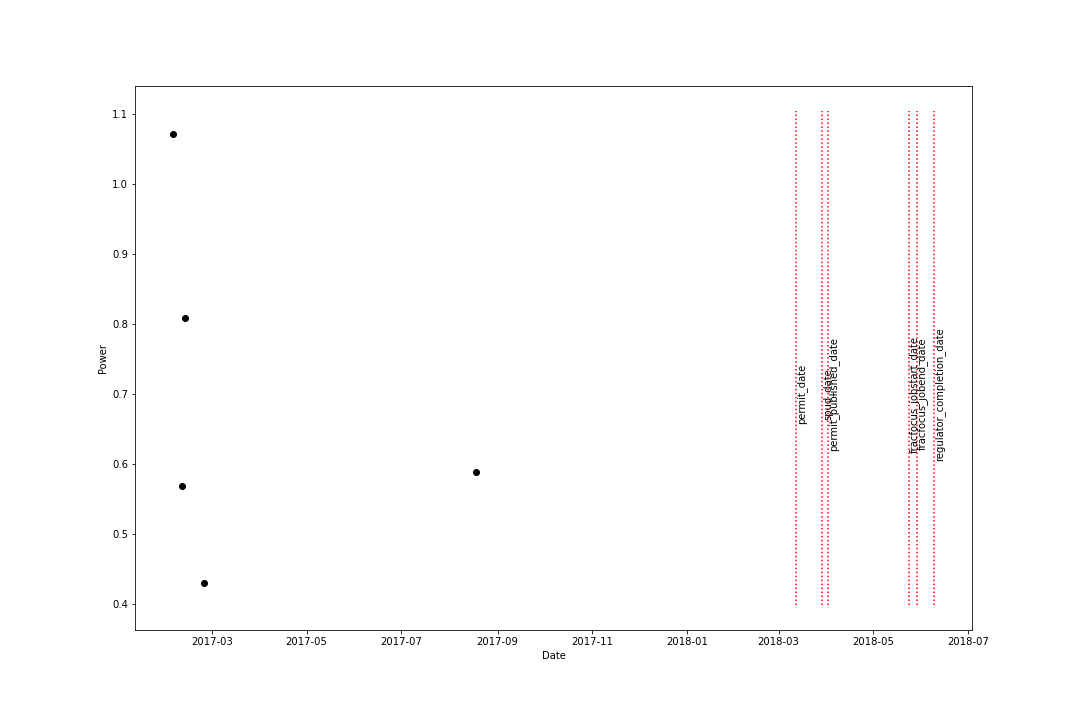 1.1
1.0
0.9
0.8
0.7
0.6
0.5
0.4
Power
permit_date
spud_date
permit_published_date
fracfocus_jobstart_date
fracfocus_jobend_date
regulator_completion_date
2017-03
2017-05
2017-07
2017-09
2017-11
2018-01
2018-03
2018-05
2018-07
Date